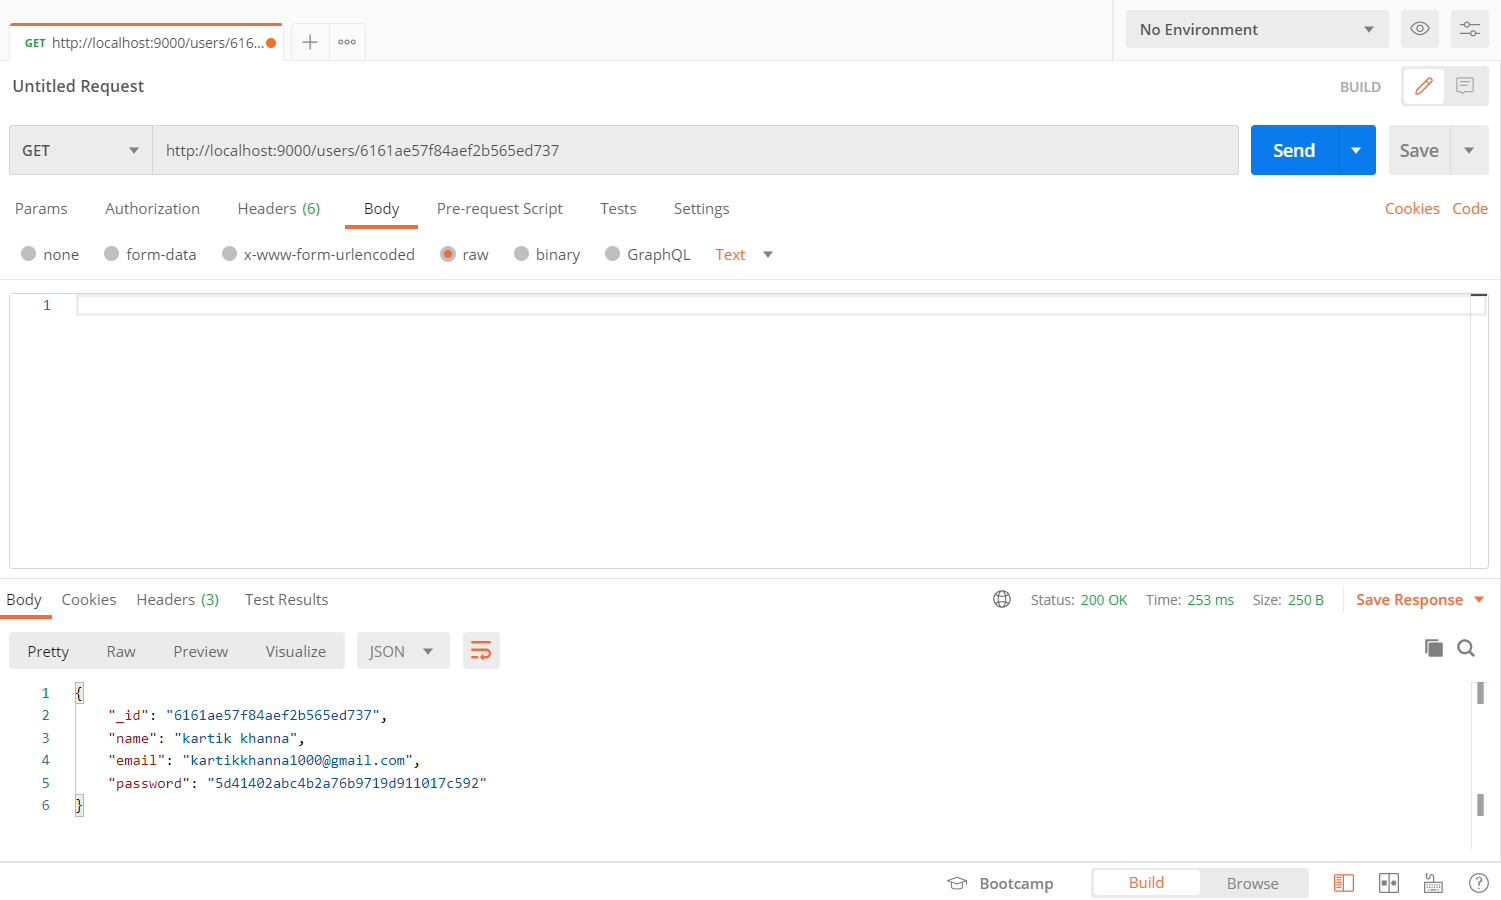 GET http://localhost:9000/users/616...
No Environment
Untitled Request
BUILD
GET http://localhost:9000/users/6161ae57f84aef2b565ed737 Send Save
Params Authorization Headers (6) Body Pre-request Script Tests Settings Cookies Code
none form-data x-www-form-urlencoded raw binary GraphQL Text
1
Body Cookies Headers (3) Test Results Status: 200 OK Time: 253 ms Size: 250 B Save Response
Pretty Raw Preview Visualize JSON
1 {
2 "_id": "6161ae57f84aef2b565ed737",
3 "name": "kartik khanna",
4 "email": "kartikkhanna1000@gmail.com",
5 "password": "5d41402abc4b2a76b9719d911017c592"
6 }
Bootcamp Build Browse